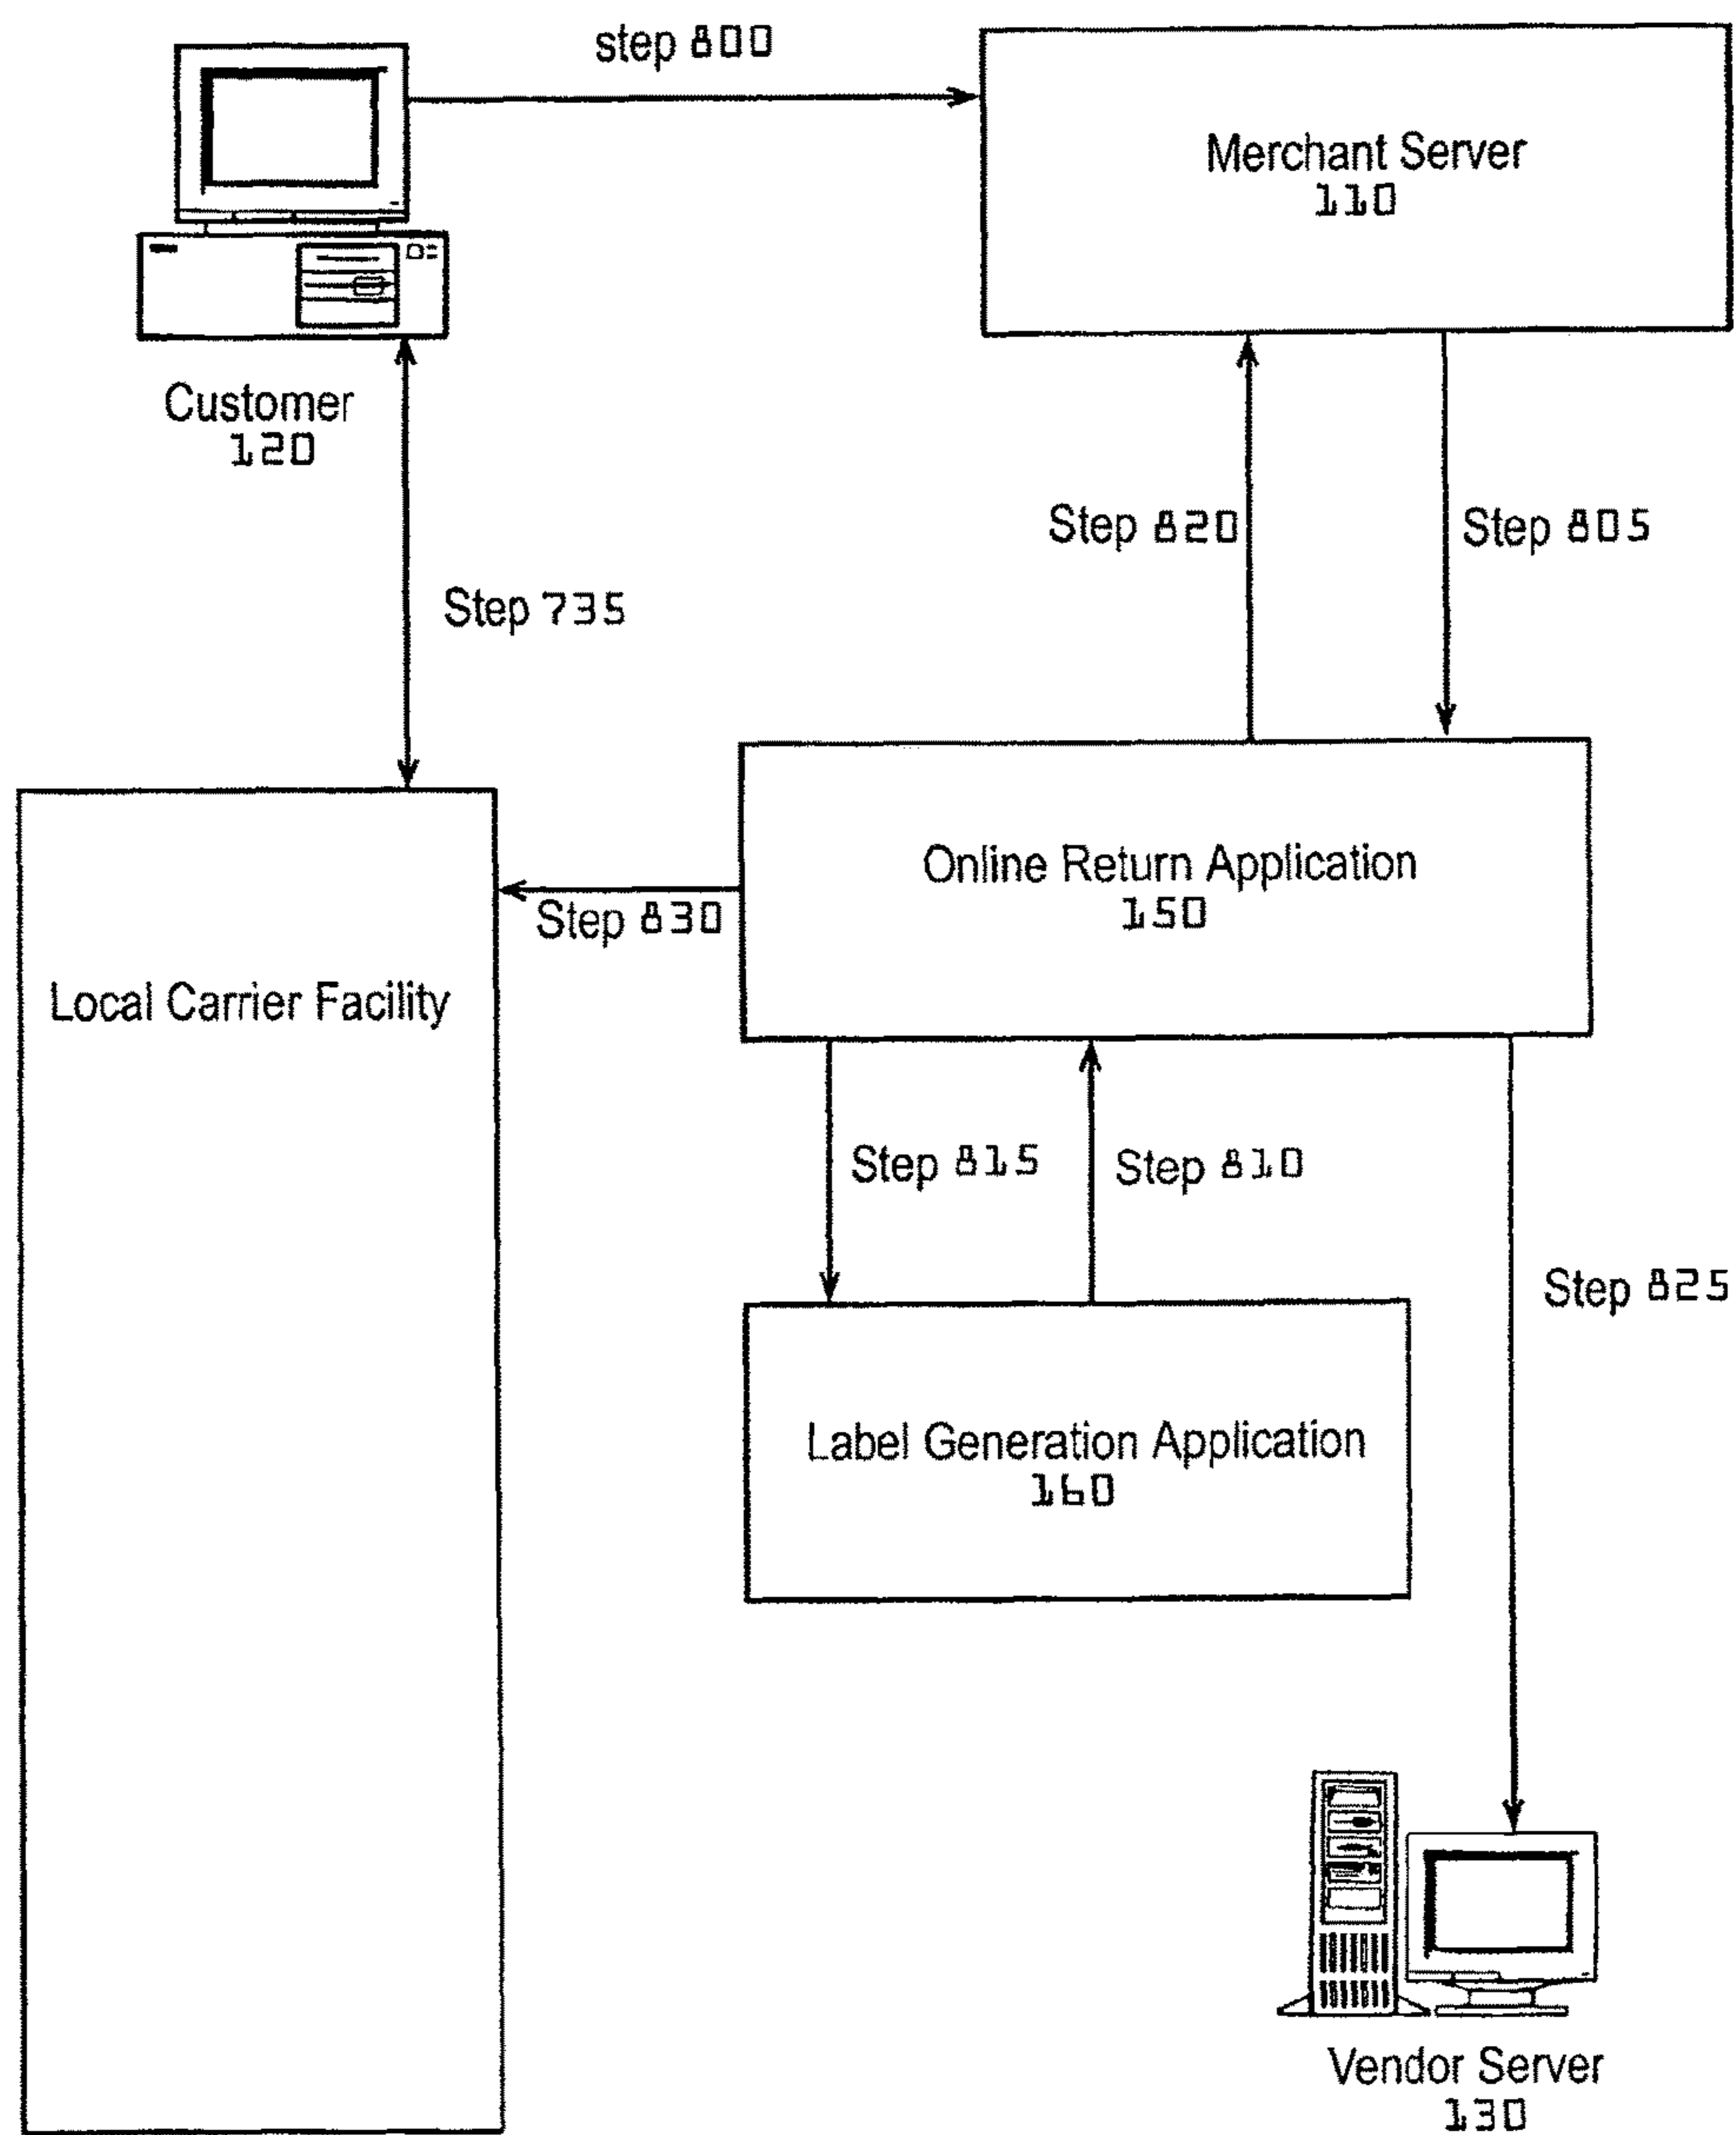 step 800
Merchant Server
110
Customer
120
Step 820
Step 805
Step 735
Online Return Application
150
Step 830
Local Carrier Facility
Step 815
Step 810
Step 825
Label Generation Application
160
Vendor Server
130